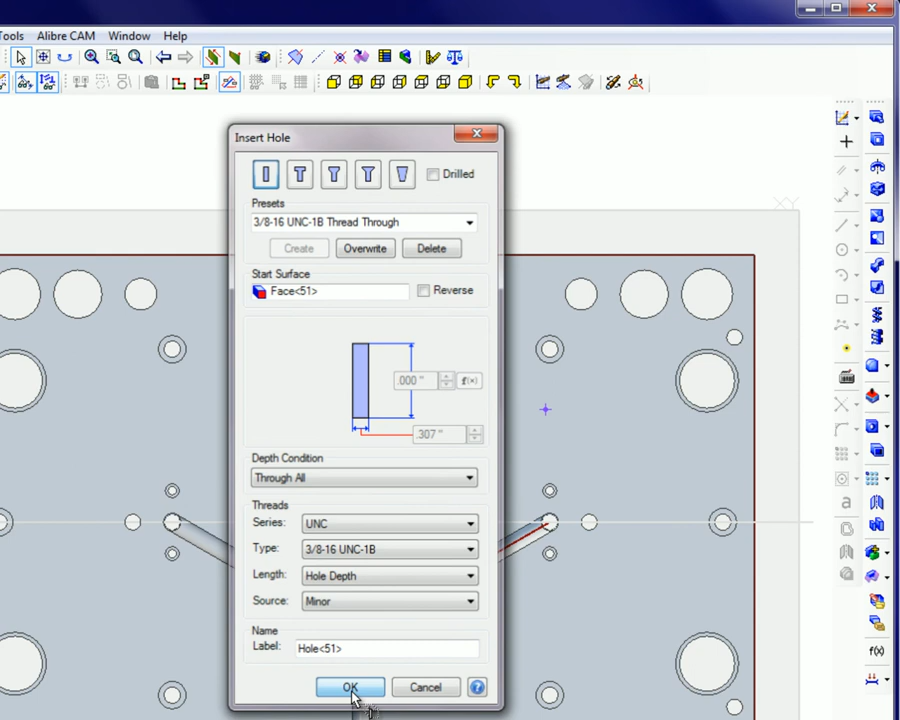 Tools Alibre CAM Window Help
Insert Hole
Drilled
Presets
3/8-16 UNC-1B Thread Through
Create Overwrite Delete
Start Surface
Face<51> Reverse
XY
.000 " f(x)
.307 "
Depth Condition
Through All
Threads
Series: UNC
Type: 3/8-16 UNC-1B
Length: Hole Depth
Source: Minor
Name
Label: Hole<51>
OK Cancel ?
a
f(x)